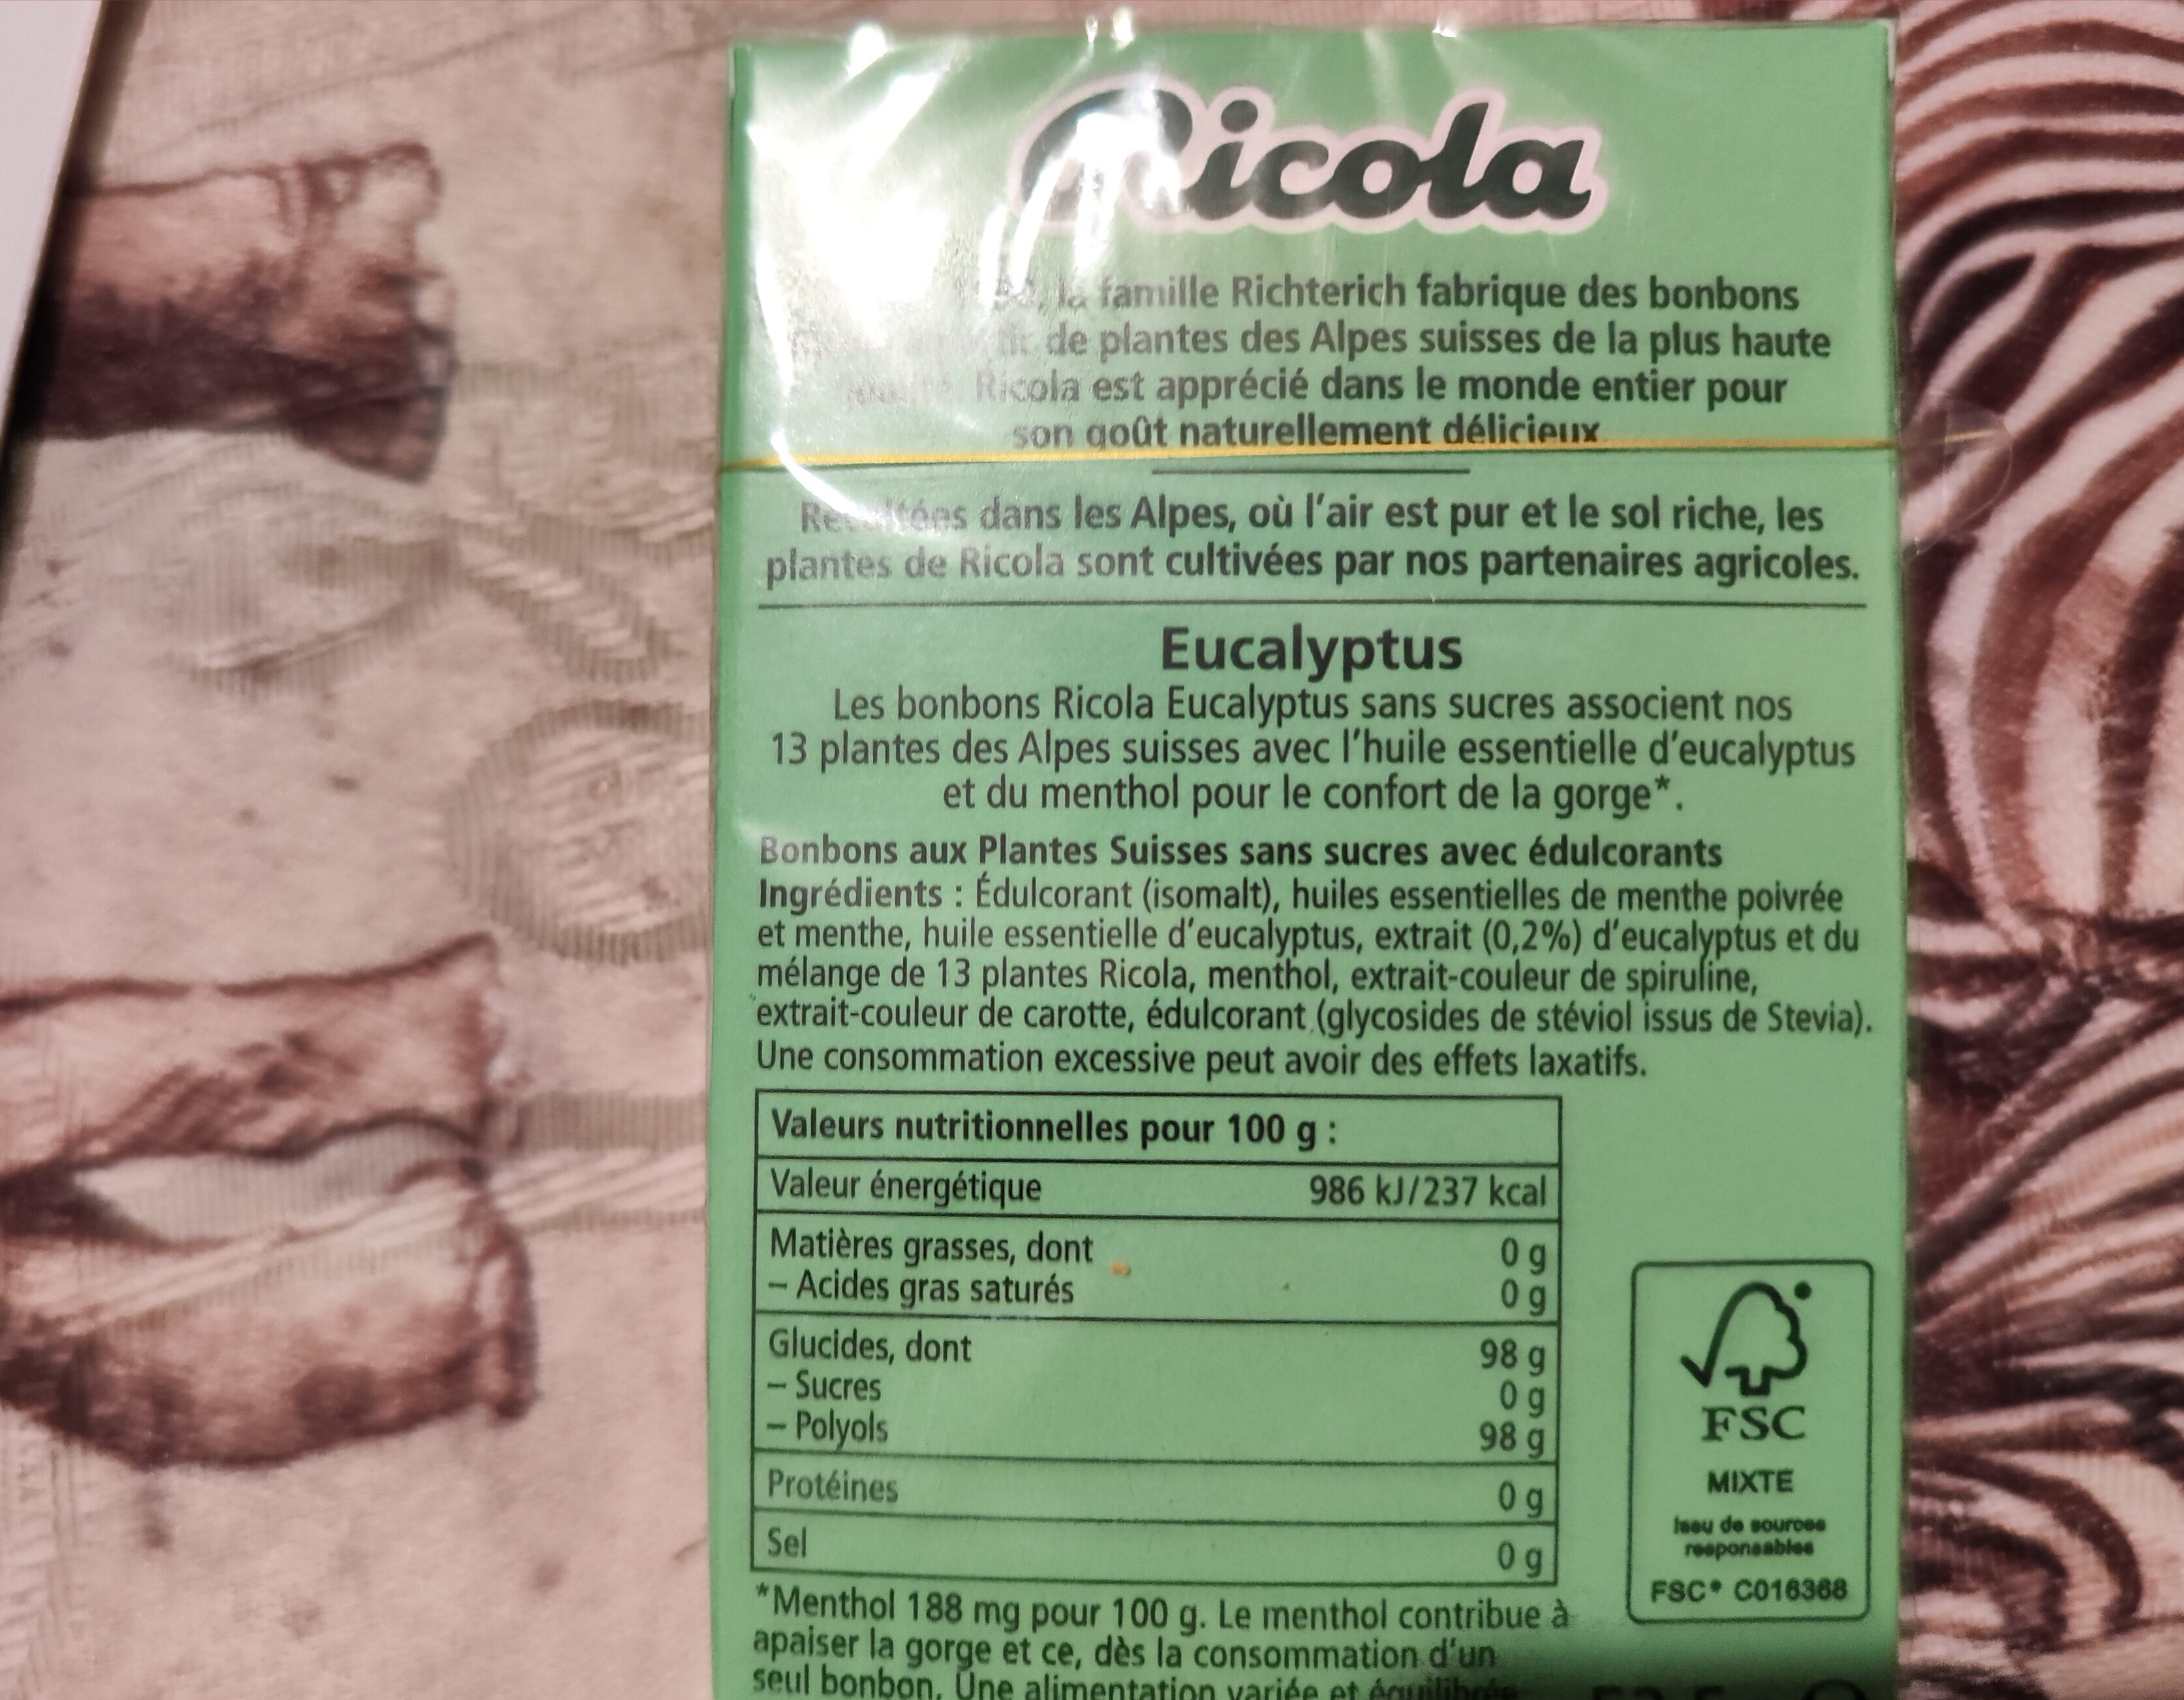 Ricola
la famille Richterich fabrique des bonbons
de plantes des Alpes suisses de la plus haute
Ricola est apprécié dans le monde entier pour
son goût naturellement délicieux
dans les Alpes, où l'air est pur et le sol riche, les
plantes de Ricola sont cultivées par nos partenaires agricoles.
Eucalyptus
Les bonbons Ricola Eucalyptus sans sucres associent nos
13 plantes des Alpes suisses avec l'huile essentielle d'eucalyptus
et du menthol pour le confort de la gorge*.
Bonbons aux Plantes Suisses sans sucres avec édulcorants
Ingrédients : Édulcorant (isomalt), huiles essentielles de menthe poivrée
et menthe, huile essentielle d'eucalyptus, extrait (0,2%) d'eucalyptus et du
mélange de 13 plantes Ricola, menthol, extrait-couleur de spiruline,
extrait-couleur de carotte, édulcorant (glycosides de stéviol issus de Stevia).
Une consommation excessive peut avoir des effets laxatifs.
Valeurs nutritionnelles pour 100 g :
Valeur énergétique 986 kJ/237 kcal
Matières grasses, dont 0 g
– Acides gras saturés 0 g
Glucides, dont 98 g
– Sucres 0 g
– Polyols 98 g
Protéines 0 g
Sel 0 g
*Menthol 188 mg pour 100 g. Le menthol contribue à
apaiser la gorge et ce, dès la consommation d'un
seul bonbon. Une alimentation variée et équilibrée
FSC
MIXTE
Issu de sources
responsables
FSC® C016368